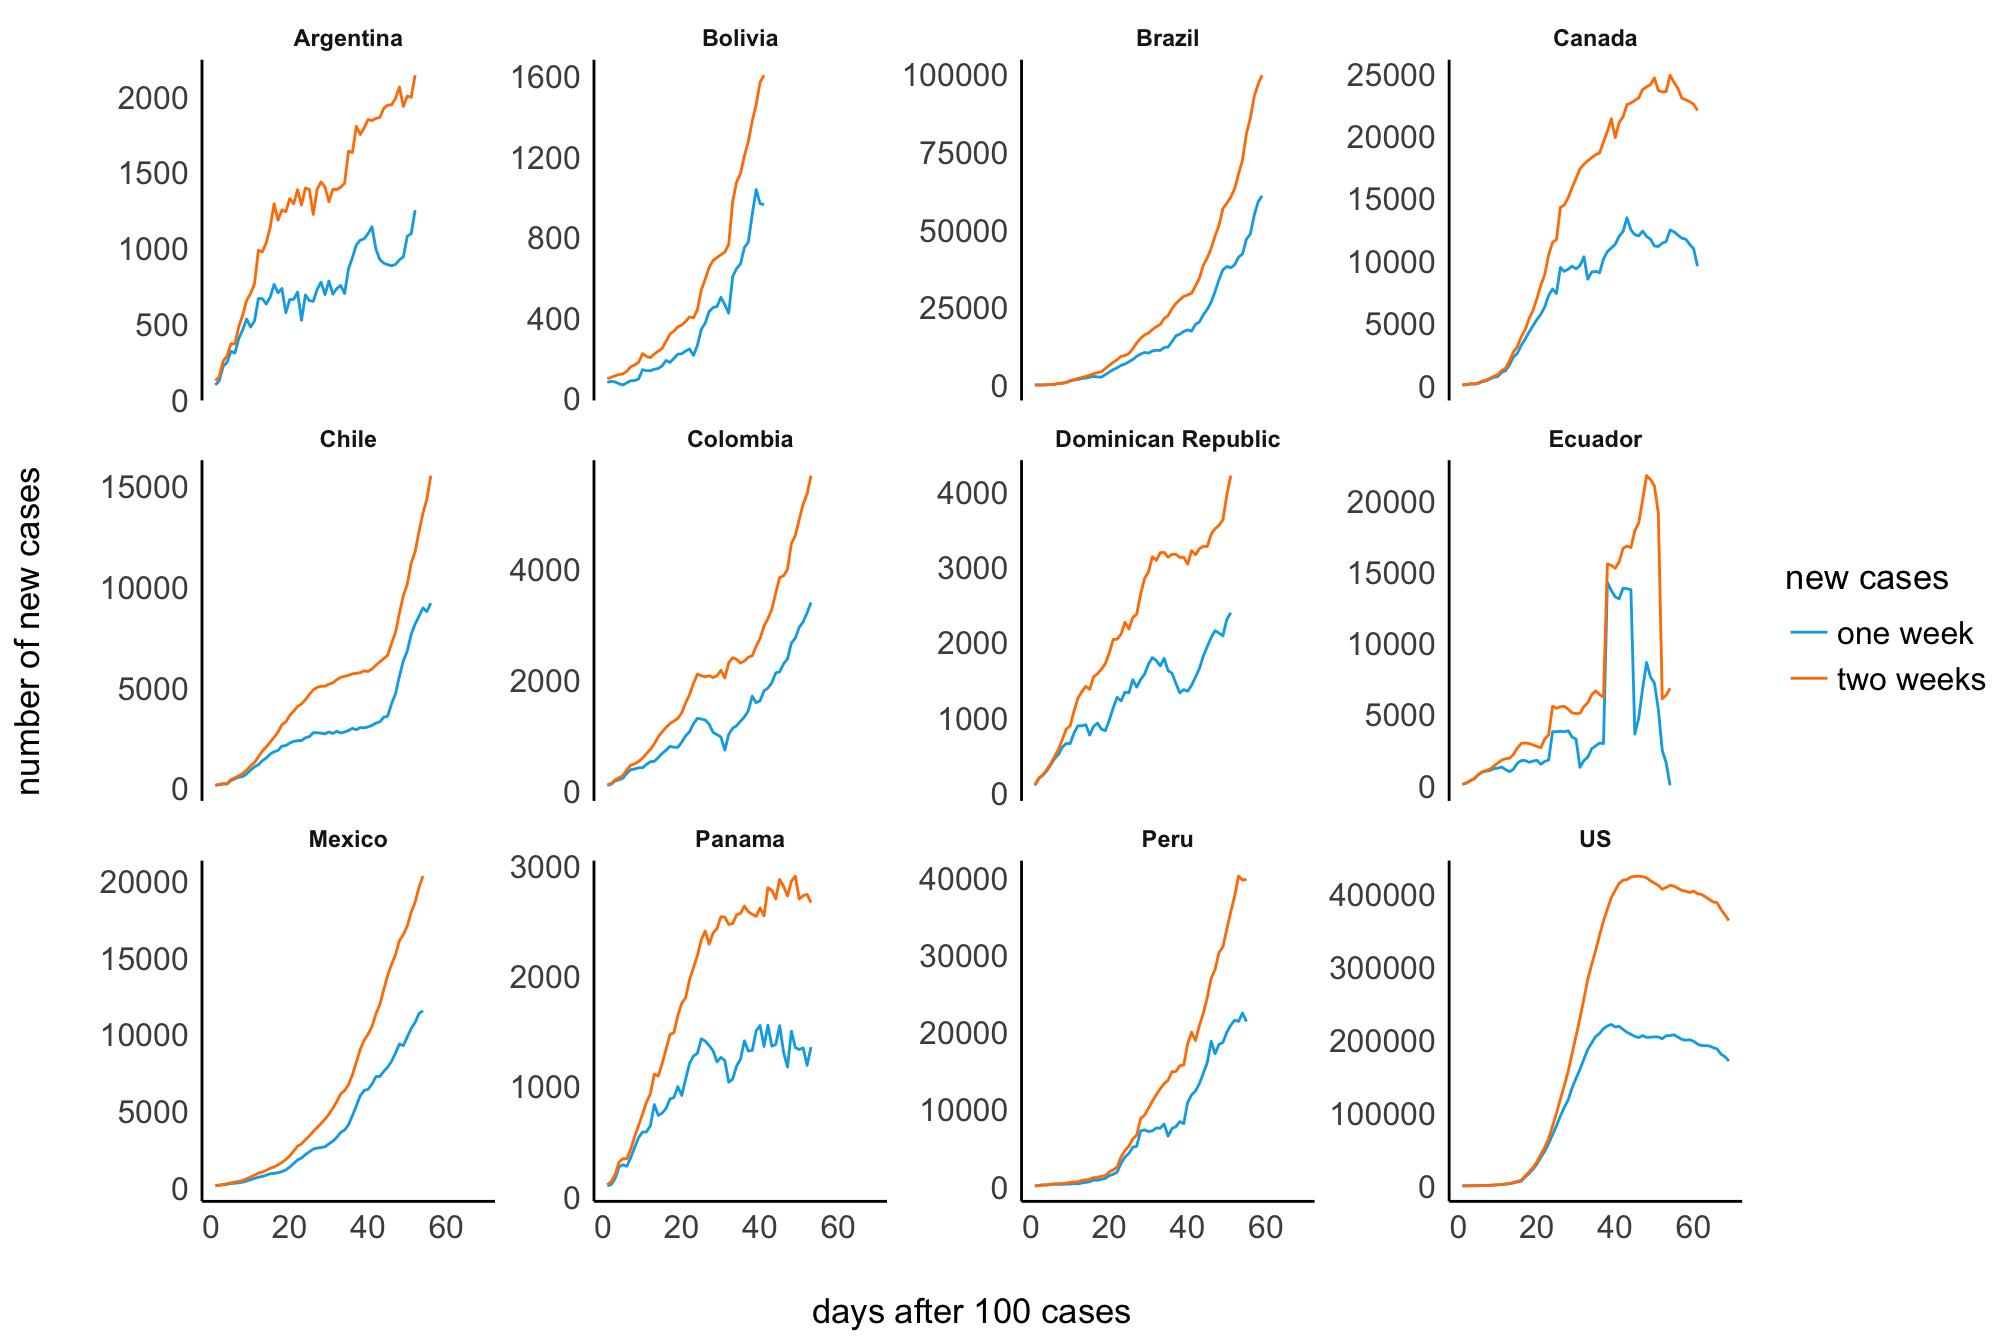 Argentina
Bolivia
Brazil
Canada
2000
1500
1000
500
0
1600
1200
800
400
0
100000
75000
50000
25000
0
25000
20000
15000
10000
5000
0
Chile
Colombia
Dominican Republic
Ecuador
15000
10000
5000
0
4000
2000
0
4000
3000
2000
1000
0
20000
15000
10000
5000
0
Mexico
Panama
Peru
US
20000
15000
10000
5000
0
3000
2000
1000
0
40000
30000
20000
10000
0
400000
300000
200000
100000
0
0 20 40 60
0 20 40 60
0 20 40 60
0 20 40 60
days after 100 cases
number of new cases
new cases
one week
two weeks